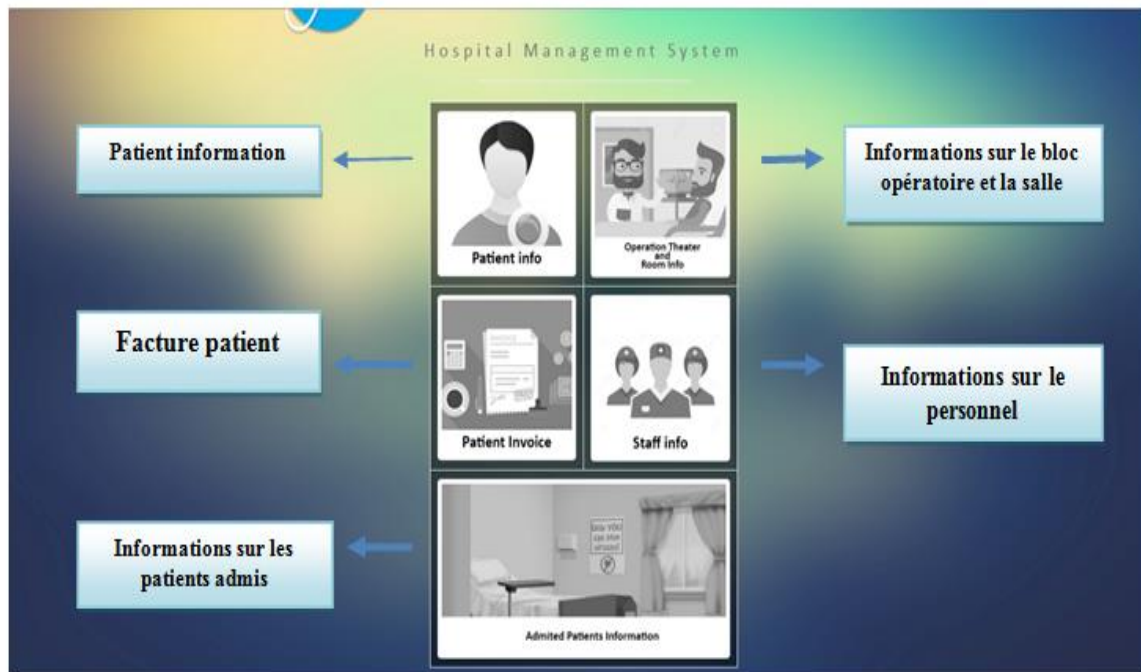 Hospital Management System
Patient information
Informations sur le bloc
opératoire et la salle
Patient info
Operation Theater
and
Room Info
Facture patient
Informations sur le
personnel
Patient Invoice
Staff info
Informations sur les
patients admis
Admited Patients Information